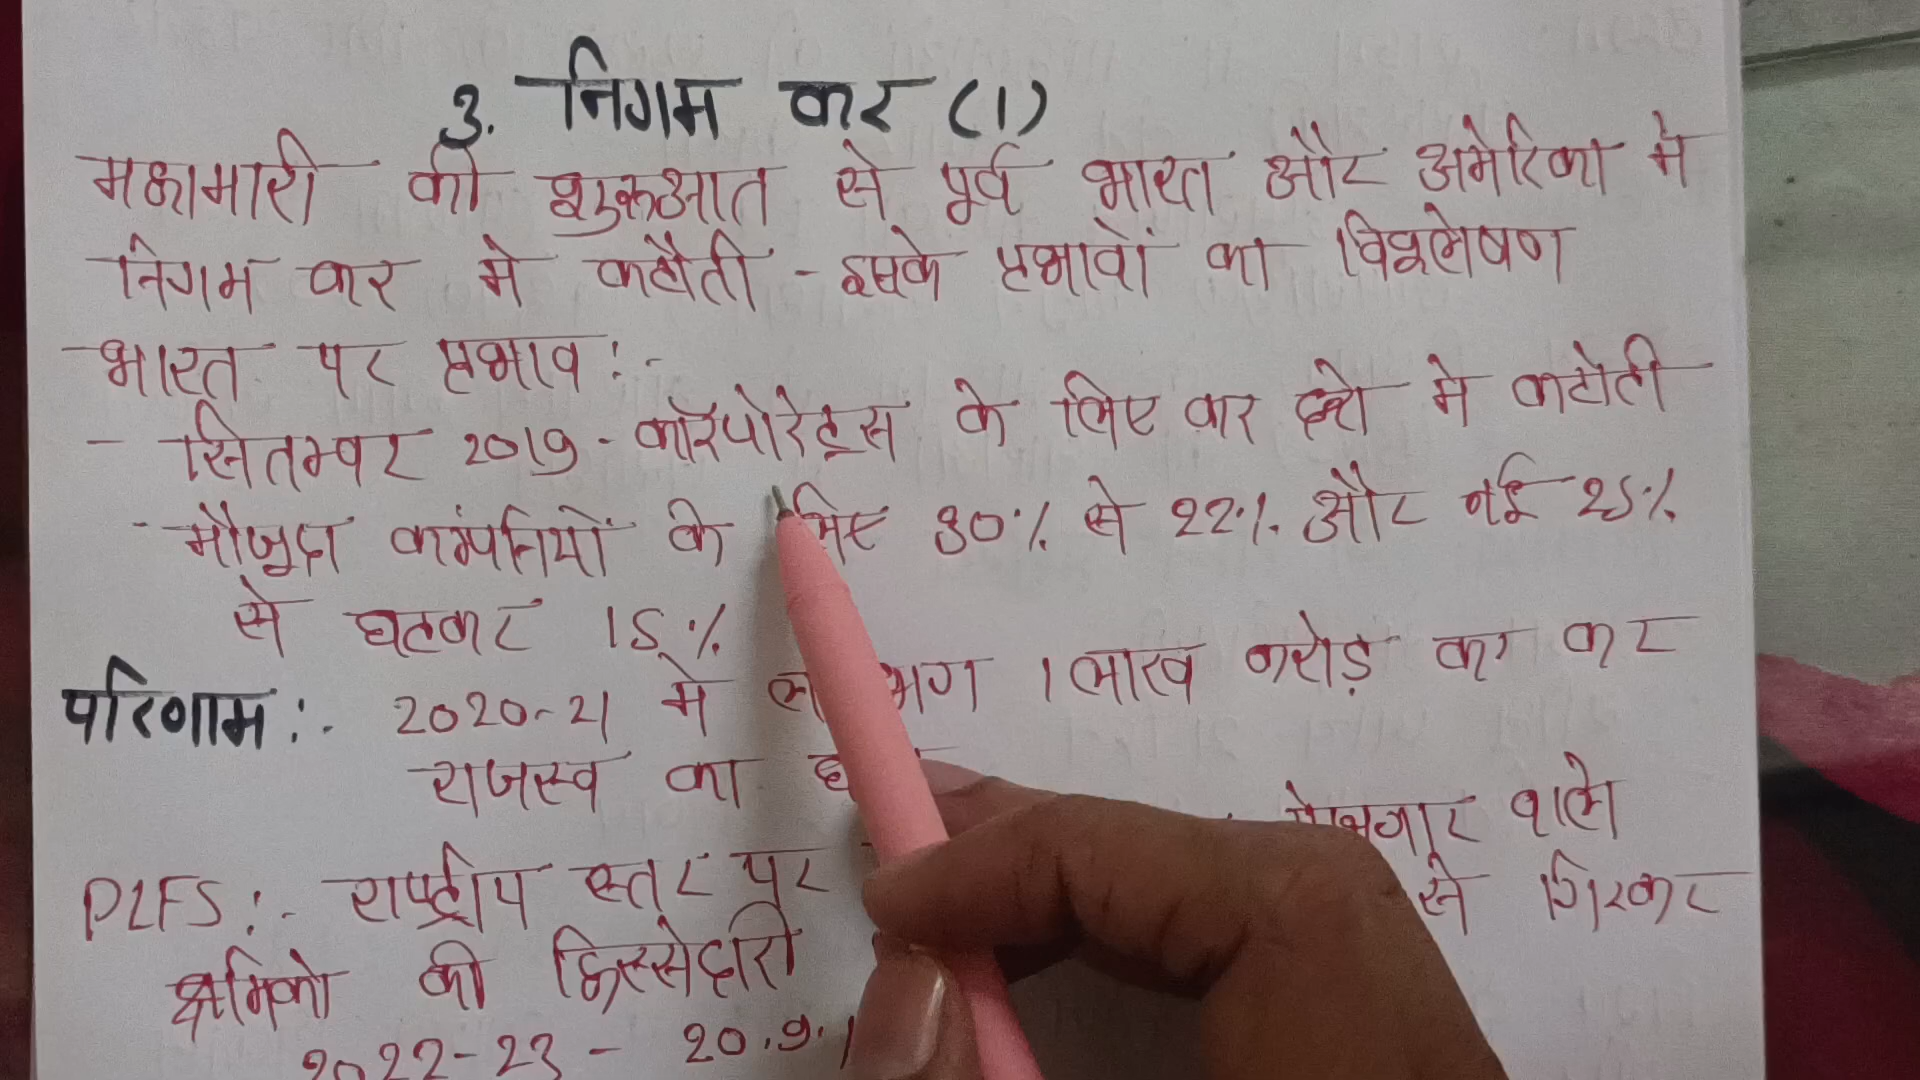 3. निगम कर (1)
महामारी की शुरूआत से पूर्व भारत और अमेरिका मे
निगम कर मे कटौती - इसके प्रभावों का विश्लेषण
भारत पर प्रभाव :-
- सितम्बर 2019 - कॉरपोरेट्स के लिए कर दरो मे कटोती
- मौजूदा कम्पंनियों के लिए 30% से 22% और नई 25%
से घटकर 15%
परिणाम :- 2020-21 मे लगभग 1 लाख करोड़ का कर
राजस्व का
PLFS :- राष्ट्रीय स्तर पर रोजगार वाले
श्रमिको की हिस्सेदारी से गिरकर
2022-23 - 20.9%